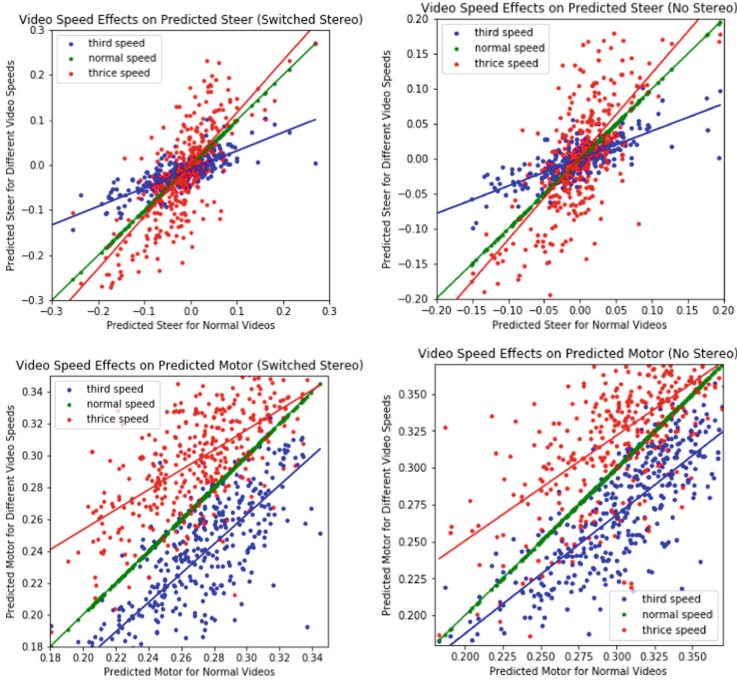 Video Speed Effects on Predicted Steer (Switched Stereo)
0.3
0.2
0.1
0.0
−0.1
−0.2
−0.3
Predicted Steer for Different Video Speeds
third speed
normal speed
thrice speed
−0.3 −0.2 −0.1 0.0 0.1 0.2 0.3
Predicted Steer for Normal Videos
Video Speed Effects on Predicted Steer (No Stereo)
0.20
0.15
0.10
0.05
0.00
−0.05
−0.10
−0.15
−0.20
Predicted Steer for Different Video Speeds
third speed
normal speed
thrice speed
−0.20 −0.15 −0.10 −0.05 0.00 0.05 0.10 0.15 0.20
Predicted Steer for Normal Videos
Video Speed Effects on Predicted Motor (Switched Stereo)
0.34
0.32
0.30
0.28
0.26
0.24
0.22
0.20
0.18
Predicted Motor for Different Video Speeds
third speed
normal speed
thrice speed
0.18 0.20 0.22 0.24 0.26 0.28 0.30 0.32 0.34
Predicted Motor for Normal Videos
Video Speed Effects on Predicted Motor (No Stereo)
0.350
0.325
0.300
0.275
0.250
0.225
0.200
Predicted Motor for Different Video Speeds
third speed
normal speed
thrice speed
0.200 0.225 0.250 0.275 0.300 0.325 0.350
Predicted Motor for Normal Videos